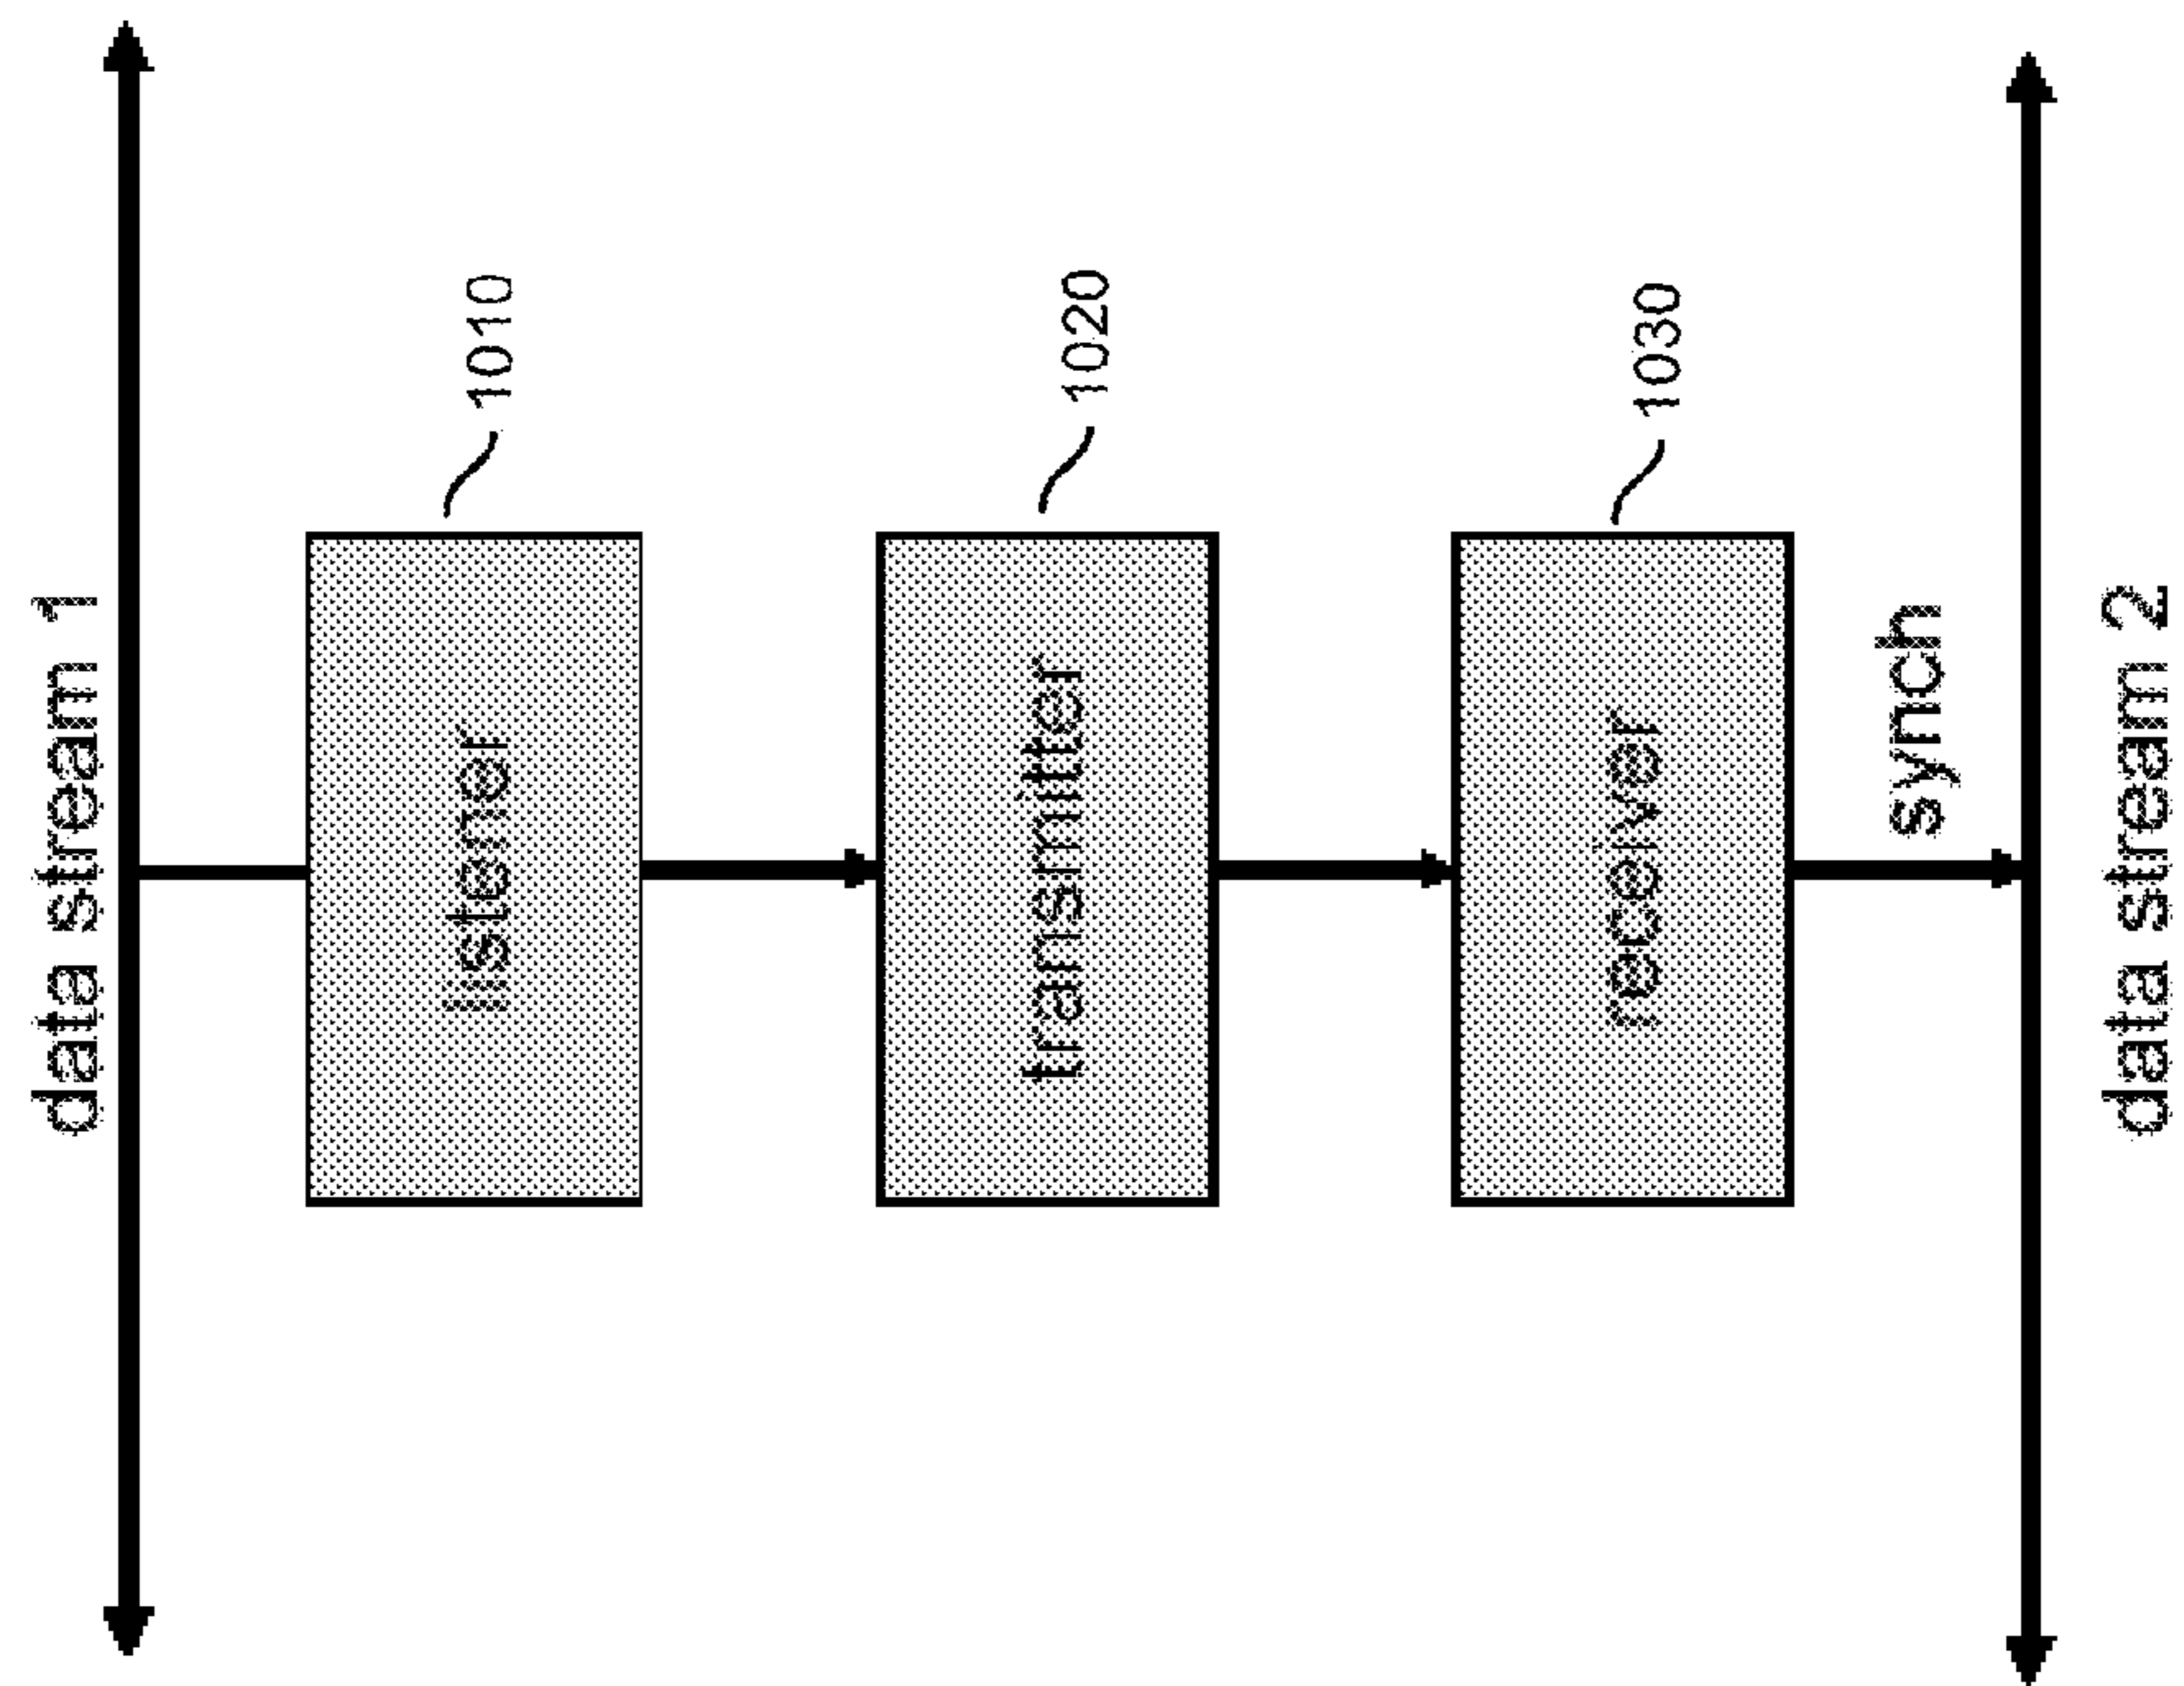 data stream 1
listener
1010
transmitter
1020
receiver
1030
synch
data stream 2